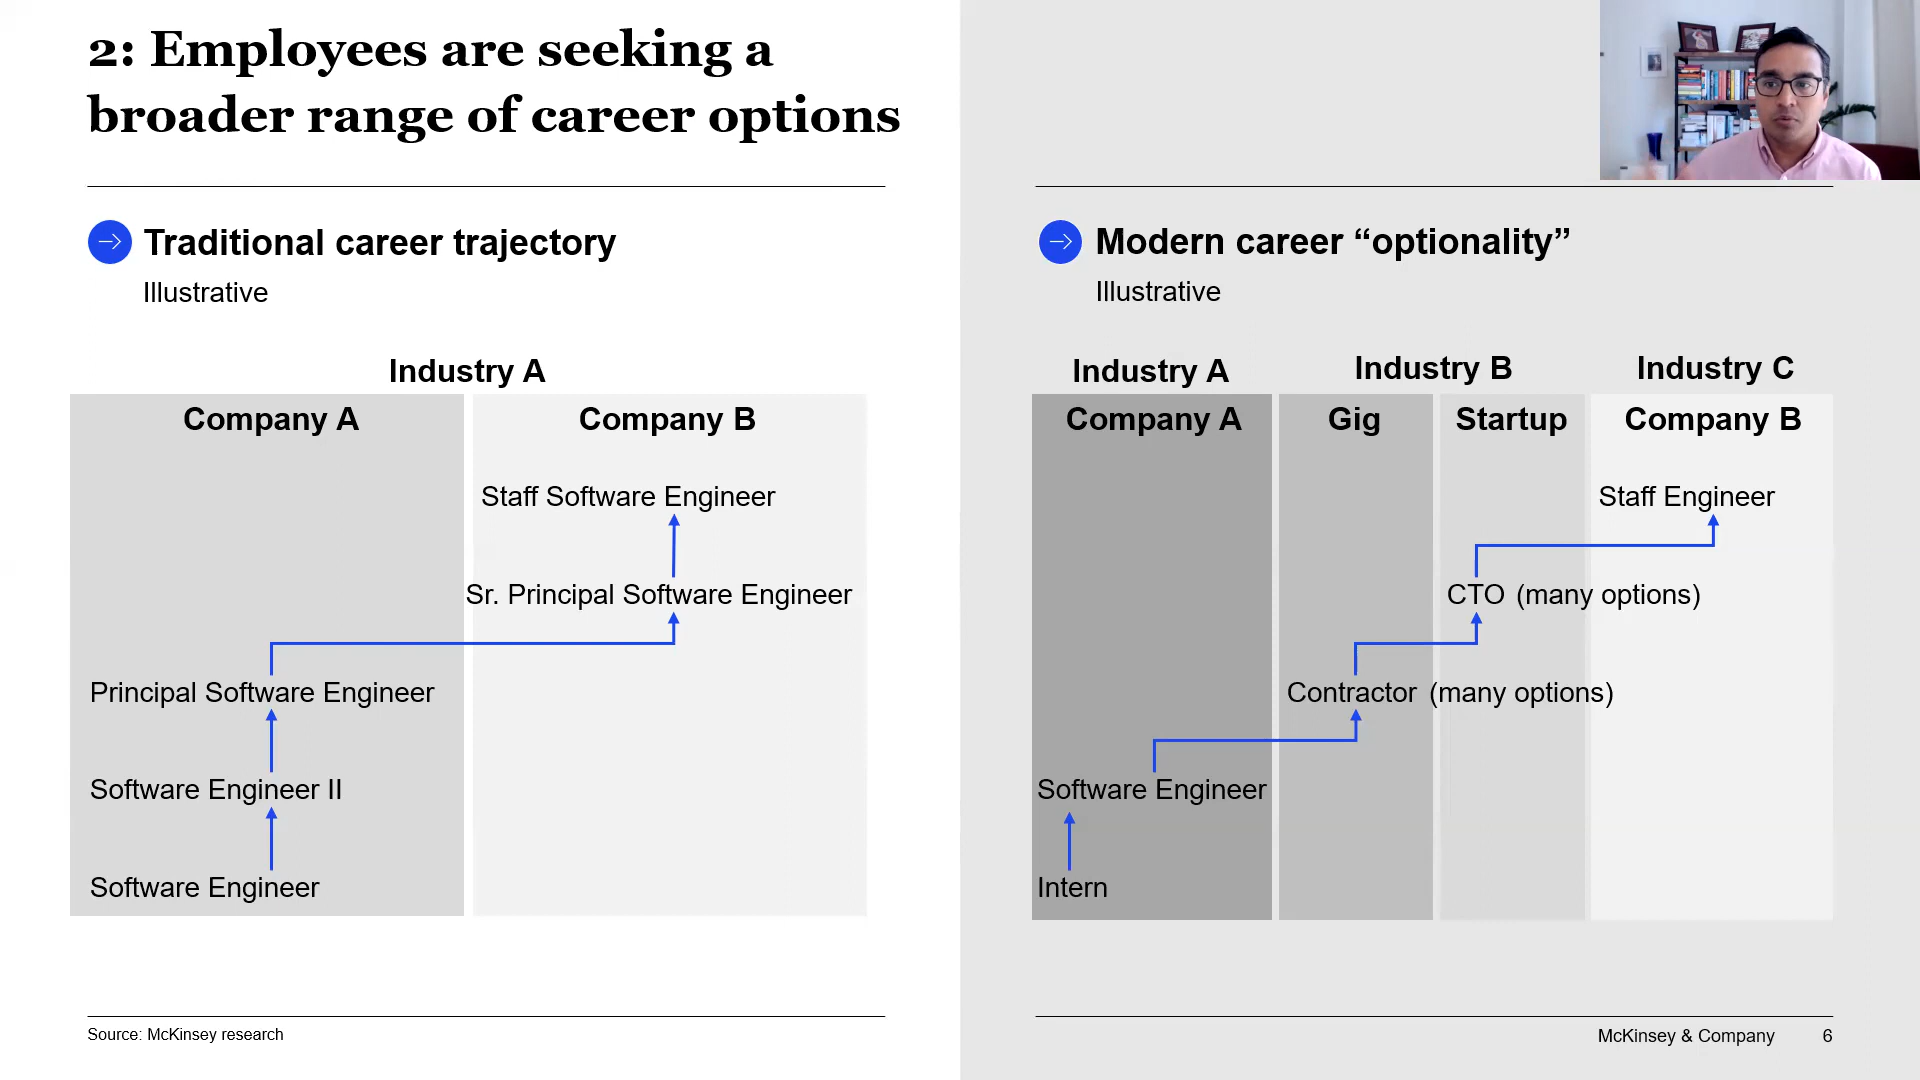 2: Employees are seeking a
broader range of career options
Traditional career trajectory
Illustrative
Industry A
Company A
Company B
Staff Software Engineer
Sr. Principal Software Engineer
Principal Software Engineer
Software Engineer II
Software Engineer
Source: McKinsey research
Modern career “optionality”
Illustrative
Industry A
Industry B
Industry C
Company A
Gig
Startup
Company B
Staff Engineer
CTO (many options)
Contractor (many options)
Software Engineer
Intern
McKinsey & Company 6